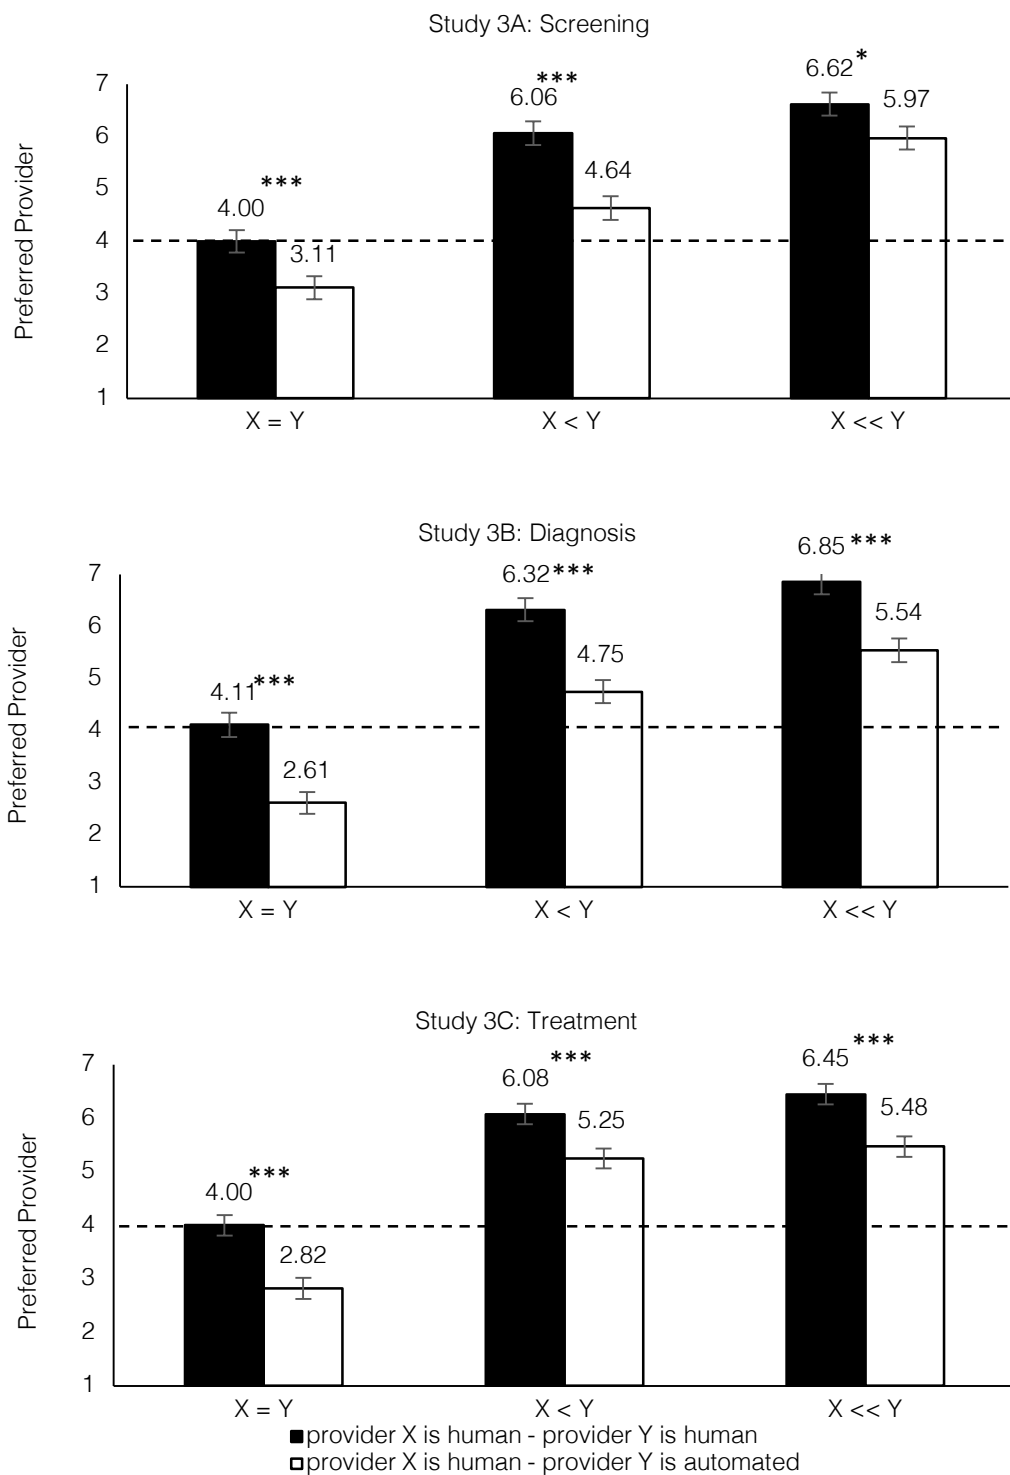 Study 3A: Screening
Preferred Provider
7
6
5
4
3
2
1
4.00
***
3.11
6.06
***
4.64
6.62 *
5.97
X = Y
X < Y
X << Y
Study 3B: Diagnosis
Preferred Provider
7
6
5
4
3
2
1
4.11 ***
2.61
6.32 ***
4.75
6.85 ***
5.54
X = Y
X < Y
X << Y
Study 3C: Treatment
Preferred Provider
7
6
5
4
3
2
1
4.00 ***
2.82
6.08 ***
5.25
6.45 ***
5.48
X = Y
X < Y
X << Y
provider X is human - provider Y is human
provider X is human - provider Y is automated